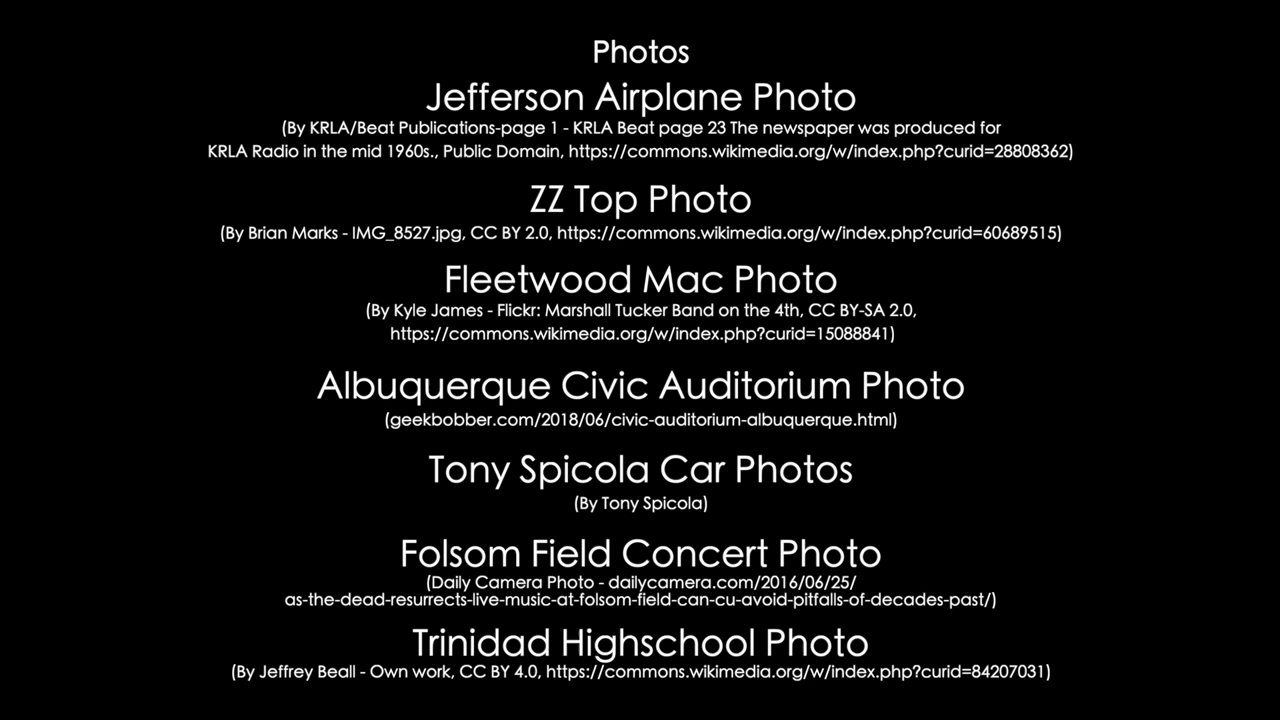 Photos
Jefferson Airplane Photo
(By KRLA/Beat Publications-page 1 - KRLA Beat page 23 The newspaper was produced for
KRLA Radio in the mid 1960s., Public Domain, https://commons.wikimedia.org/w/index.php?curid=28808362)
ZZ Top Photo
(By Brian Marks - IMG_8527.jpg, CC BY 2.0, https://commons.wikimedia.org/w/index.php?curid=60689515)
Fleetwood Mac Photo
(By Kyle James - Flickr: Marshall Tucker Band on the 4th, CC BY-SA 2.0,
https://commons.wikimedia.org/w/index.php?curid=15088841)
Albuquerque Civic Auditorium Photo
(geekbobber.com/2018/06/civic-auditorium-albuquerque.html)
Tony Spicola Car Photos
(By Tony Spicola)
Folsom Field Concert Photo
(Daily Camera Photo - dailycamera.com/2016/06/25/
as-the-dead-resurrects-live-music-at-folsom-field-can-cu-avoid-pitfalls-of-decades-past/)
Trinidad Highschool Photo
(By Jeffrey Beall - Own work, CC BY 4.0, https://commons.wikimedia.org/w/index.php?curid=84207031)